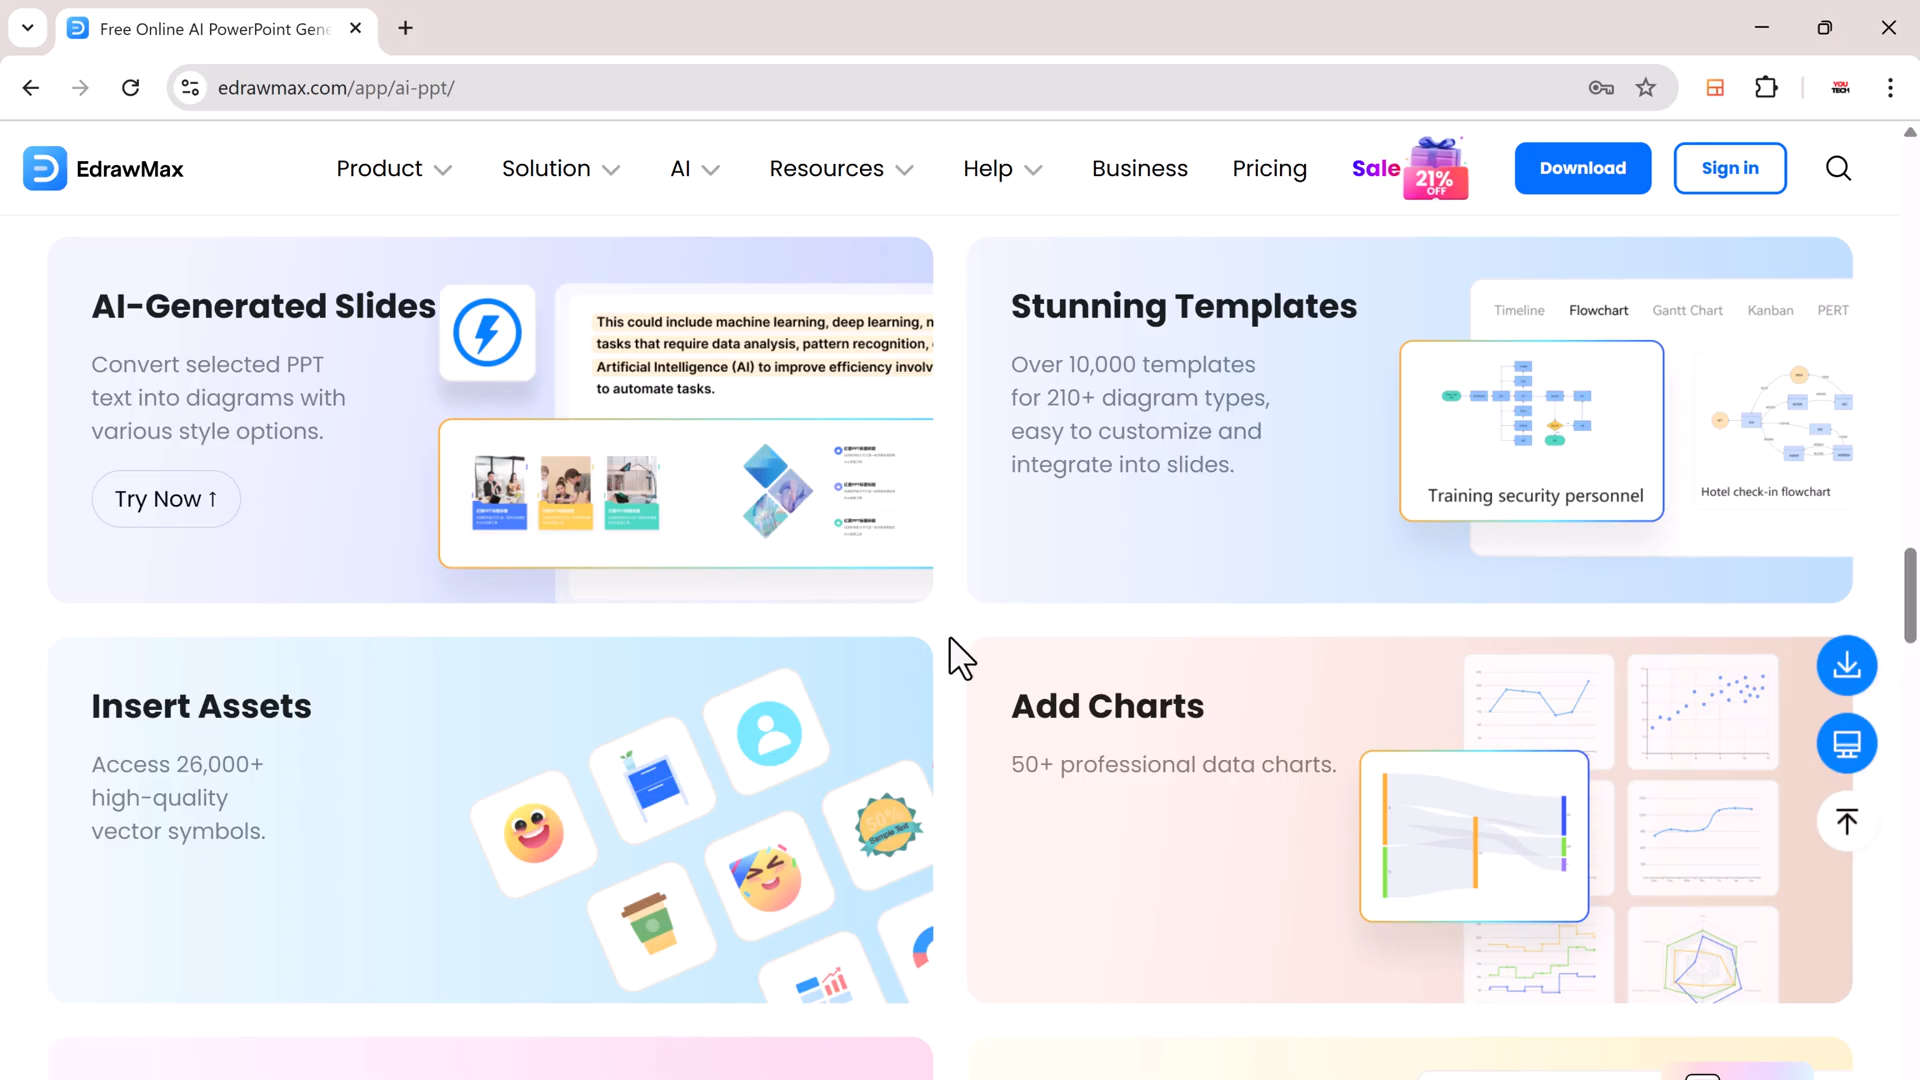 Free Online AI PowerPoint Gene
edrawmax.com/app/ai-ppt/
YOU
TECH
EdrawMax
Product
Solution
AI
Resources
Help
Business
Pricing
Sale
21%
OFF
Download
Sign in
AI-Generated Slides
Convert selected PPT
text into diagrams with
various style options.
Try Now ↑
This could include machine learning, deep learning, n
tasks that require data analysis, pattern recognition,
Artificial Intelligence (AI) to improve efficiency involv
to automate tasks.
Stunning Templates
Over 10,000 templates
for 210+ diagram types,
easy to customize and
integrate into slides.
Timeline Flowchart Gantt Chart Kanban PERT
Training security personnel
Hotel check-in flowchart
Insert Assets
Access 26,000+
high-quality
vector symbols.
50%
Sample Text
Add Charts
50+ professional data charts.